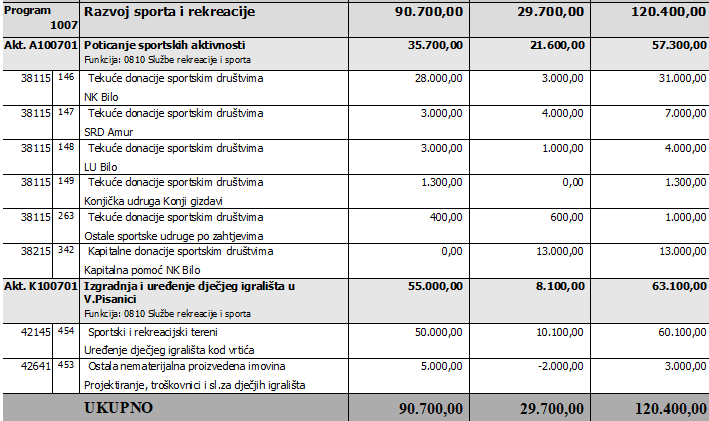 Program 1007 Razvoj sporta i rekreacije 90.700,00 29.700,00 120.400,00
Akt. A100701 Poticanje sportskih aktivnosti 35.700,00 21.600,00 57.300,00
Funkcija: 0810 Službe rekreacije i sporta
38115 146 Tekuće donacije sportskim društvima 28.000,00 3.000,00 31.000,00
NK Bilo
38115 147 Tekuće donacije sportskim društvima 3.000,00 4.000,00 7.000,00
SRD Amur
38115 148 Tekuće donacije sportskim društvima 3.000,00 1.000,00 4.000,00
LU Bilo
38115 149 Tekuće donacije sportskim društvima 1.300,00 0,00 1.300,00
Konjička udruga Konji gizdavi
38115 263 Tekuće donacije sportskim društvima 400,00 600,00 1.000,00
Ostale sportske udruge po zahtjevima
38215 342 Kapitalne donacije sportskim društvima 0,00 13.000,00 13.000,00
Kapitalna pomoć NK Bilo
Akt. K100701 Izgradnja i uređenje dječjeg igrališta u 55.000,00 8.100,00 63.100,00
V.Pisanici
Funkcija: 0810 Službe rekreacije i sporta
42145 454 Sportski i rekreacijski tereni 50.000,00 10.100,00 60.100,00
Uređenje dječjeg igrališta kod vrtića
42641 453 Ostala nematerijalna proizvedena imovina 5.000,00 -2.000,00 3.000,00
Projektiranje, troškovnici i sl.za dječjih igrališta
UKUPNO 90.700,00 29.700,00 120.400,00